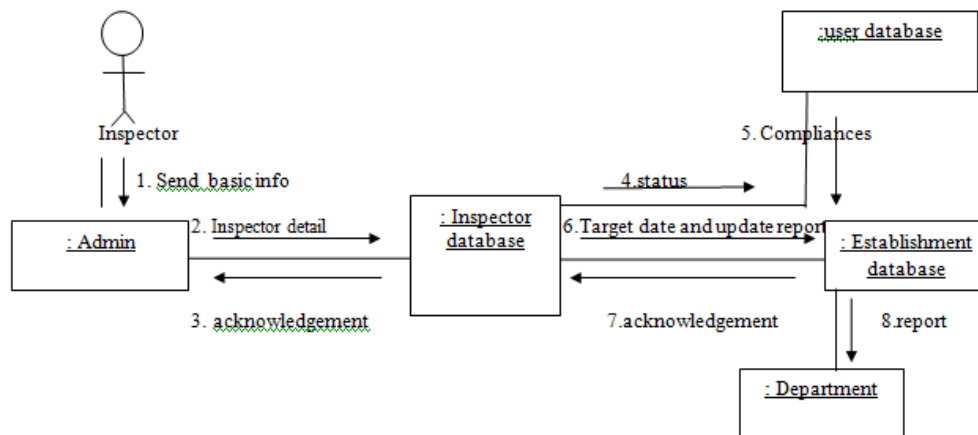 :user database
Inspector
5. Compliances
1. Send basic info
4.status
: Admin
2. Inspector detail
: Inspector
database
6.Target date and update report
: Establishment
database
3. acknowledgement
7.acknowledgement
8.report
: Department